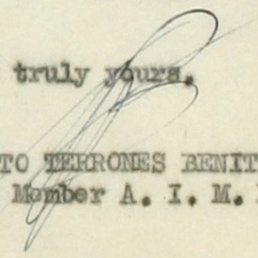 truly yours,
TO TERRONES BENIT
Member A. I. M.